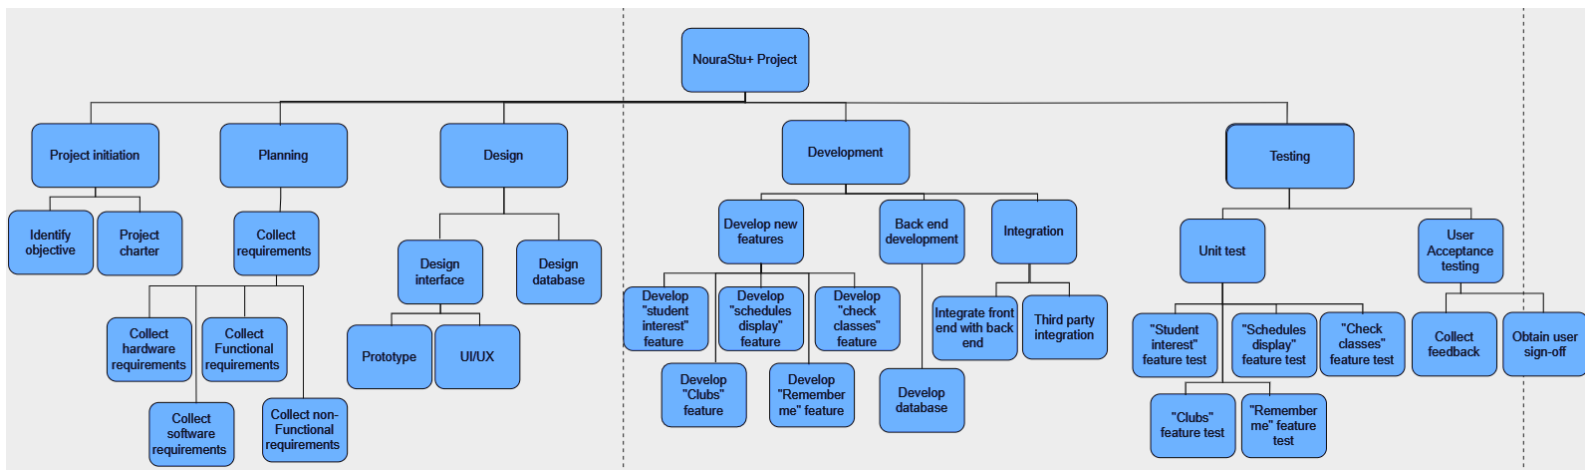 NouraStu+ Project
Project initiation
Planning
Design
Development
Testing
Identify
objective
Project
charter
Collect
requirements
Design
interface
Design
database
Develop new
features
Back end
development
Integration
Unit test
User
Acceptance
testing
Collect
hardware
requirements
Collect
Functional
requirements
Collect
software
requirements
Collect non-
Functional
requirements
Prototype
UI/UX
Develop
"student
interest"
feature
Develop
"schedules
display"
feature
Develop
"check
classes"
feature
Develop
"Clubs"
feature
Develop
"Remember
me" feature
Develop
database
Integrate front
end with back
end
Third party
integration
"Student
interest"
feature test
"Schedules
display"
feature test
"Check
classes"
feature test
"Clubs"
feature test
"Remember
me" feature
test
Collect
feedback
Obtain user
sign-off